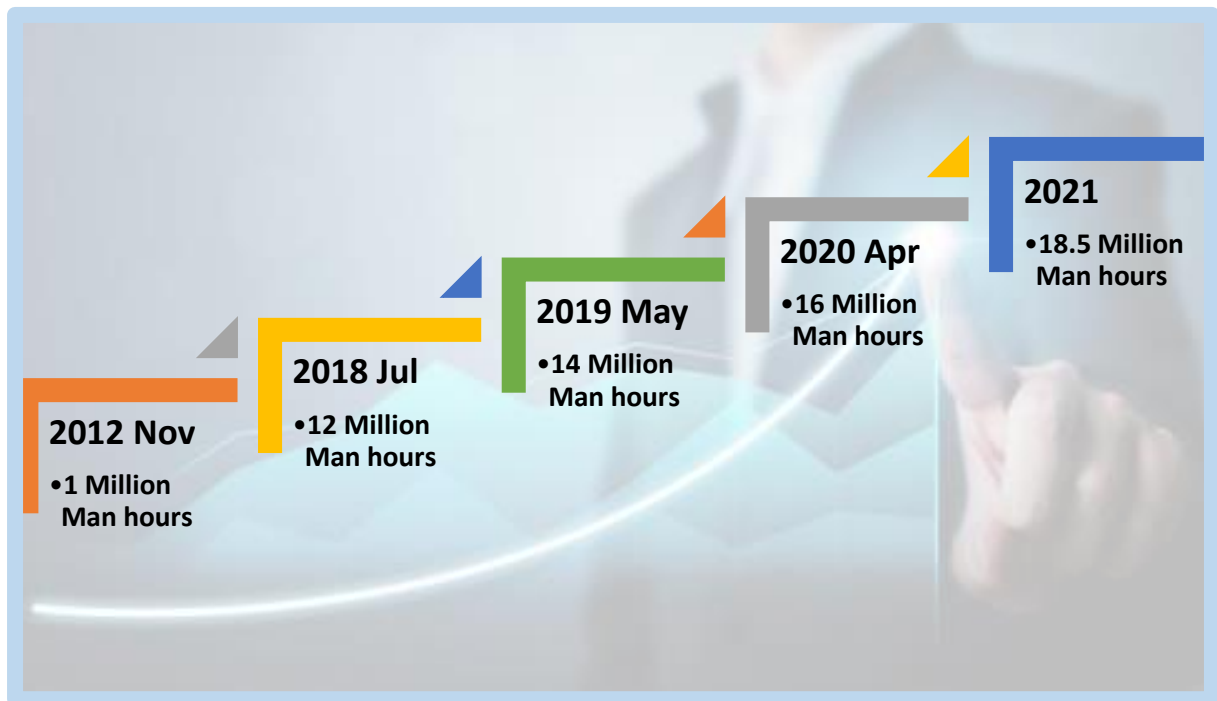 2012 Nov
•1 Million
Man hours
2018 Jul
•12 Million
Man hours
2019 May
•14 Million
Man hours
2020 Apr
•16 Million
Man hours
2021
•18.5 Million
Man hours